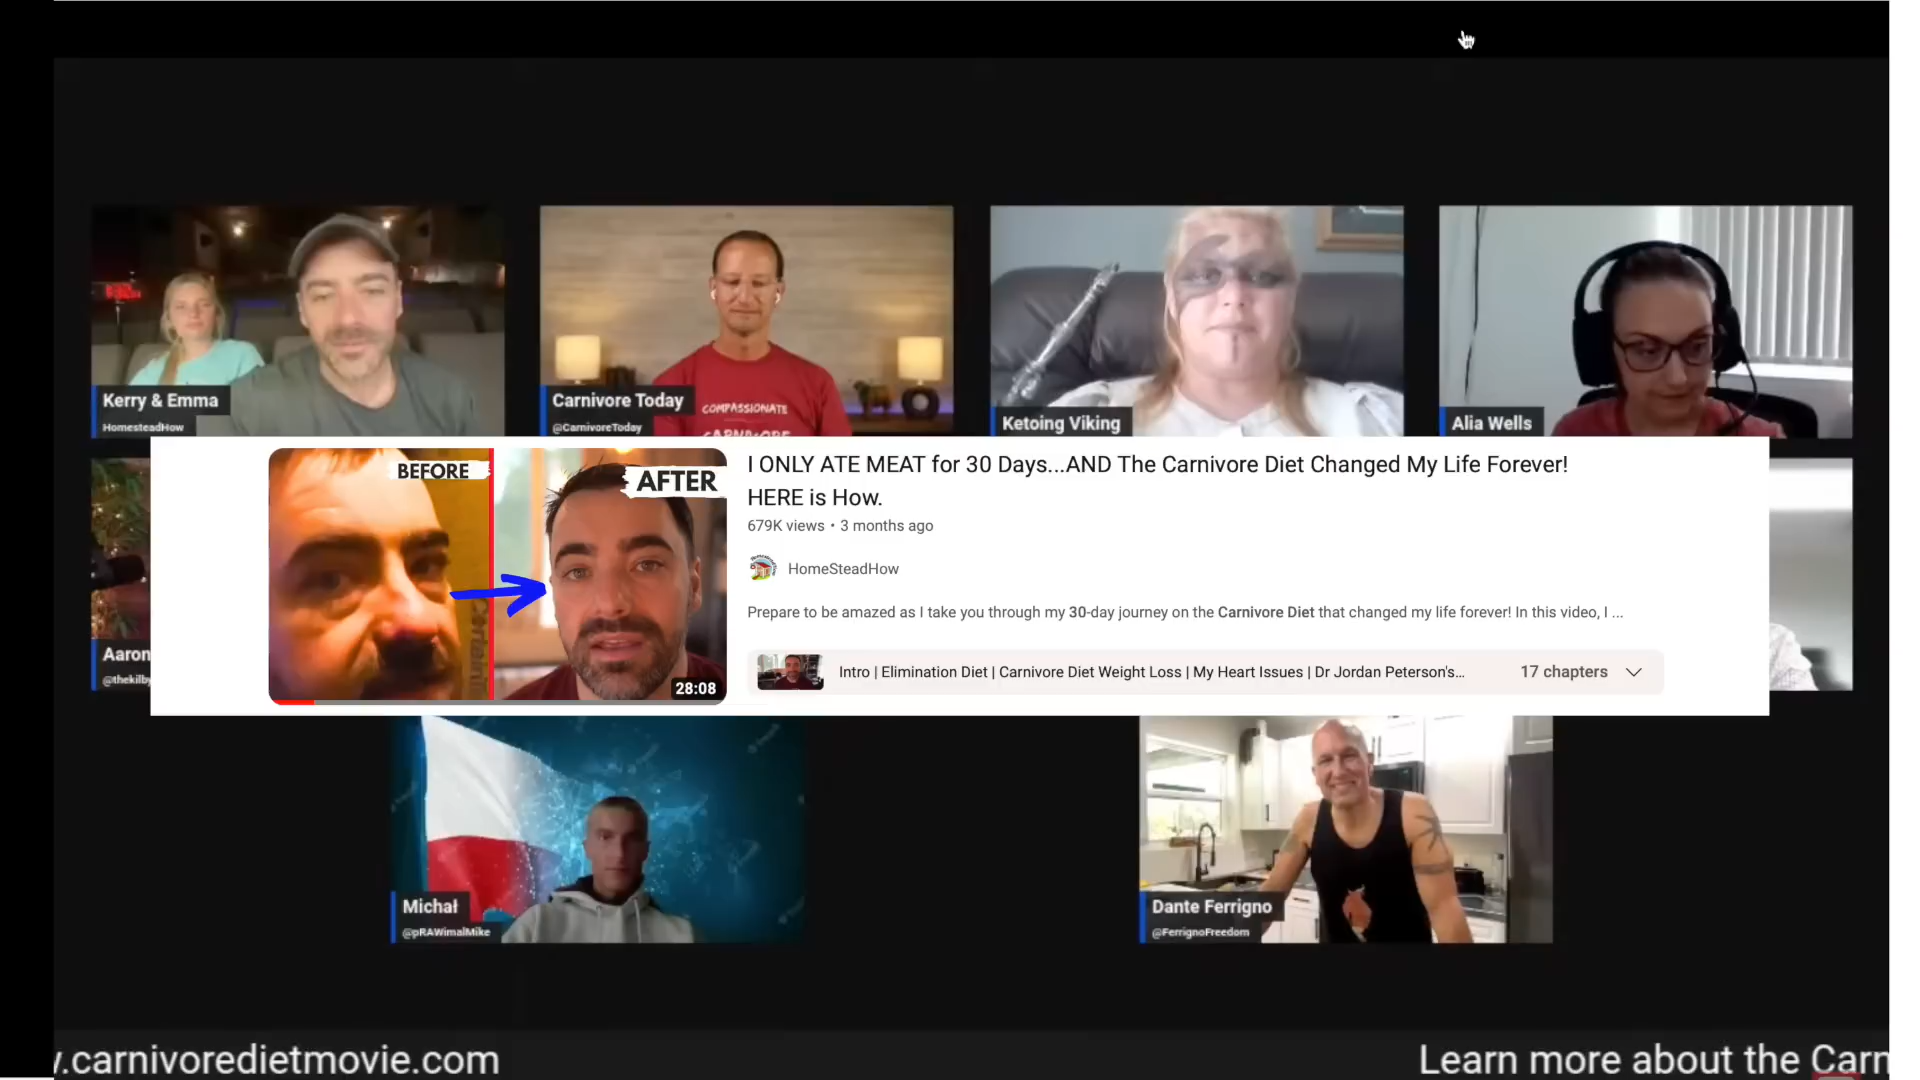 Kerry & Emma
HomesteadHow
Carnivore Today
@CarnivoreToday
COMPASSIONATE
CARNIVORE
Ketoing Viking
Alia Wells
BEFORE
AFTER
28:08
I ONLY ATE MEAT for 30 Days...AND The Carnivore Diet Changed My Life Forever!
HERE is How.
679K views • 3 months ago
HomeSteadHow
Prepare to be amazed as I take you through my 30-day journey on the Carnivore Diet that changed my life forever! In this video, I ...
Intro | Elimination Diet | Carnivore Diet Weight Loss | My Heart Issues | Dr Jordan Peterson's...
17 chapters
Aaron
@thekilby
Michał
@pRAWimalMike
Dante Ferrigno
@FerrignoFreedom
.carnivoredietmovie.com
Learn more about the Carn